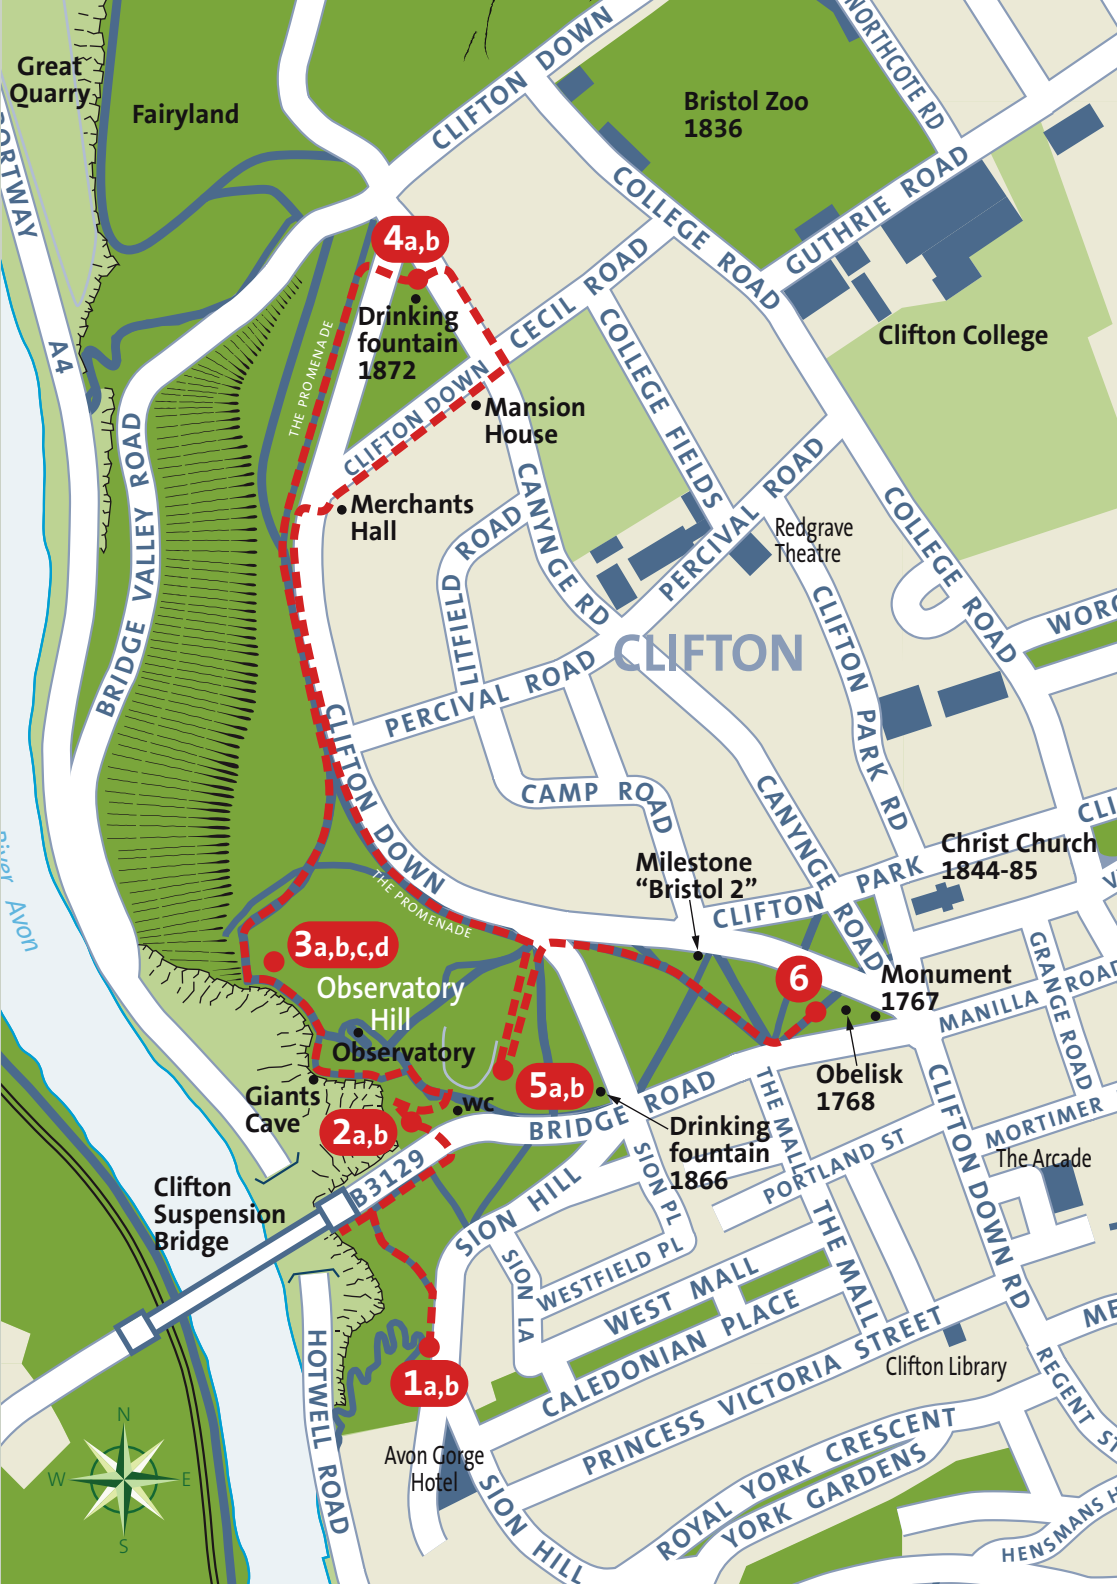 Great
Quarry
Fairyland
PORTWAY
A4
CLIFTON DOWN
Bristol Zoo
1836
NORTHCOTE RD
COLLEGE ROAD
GUTHRIE ROAD
4a,b
Drinking
fountain
1872
CECIL ROAD
Clifton College
THE PROMENADE
CLIFTON DOWN
Mansion
House
COLLEGE FIELDS
BRIDGE VALLEY ROAD
Merchants
Hall
CANYNGE RD
LITFIELD ROAD
PERCIVAL ROAD
Redgrave
Theatre
COLLEGE ROAD
CLIFTON
CLIFTON PARK RD
WORC
PERCIVAL ROAD
CLIFTON DOWN
CAMP ROAD
CANYNGE ROAD
CLI
Christ Church
1844-85
Milestone
“Bristol 2”
CLIFTON PARK
THE PROMENADE
River Avon
3a,b,c,d
Observatory
Hill
Observatory
6
Monument
1767
GRANGE ROAD
MANILLA ROAD
V
Giants
Cave
2a,b
wc
5a,b
Obelisk
1768
BRIDGE ROAD
Drinking
fountain
1866
THE MALL
PORTLAND ST
CLIFTON DOWN RD
MORTIMER
The Arcade
B3129
Clifton
Suspension
Bridge
SION HILL
SION PL
SION LA
WESTFIELD PL
WEST MALL
THE MALL
CALEDONIAN PLACE
PRINCESS VICTORIA STREET
ME
Clifton Library
REGENT ST
HOTWELL ROAD
1a,b
Avon Gorge
Hotel
SION HILL
ROYAL YORK CRESCENT
YORK GARDENS
HENSMANS H
N
W
E
S